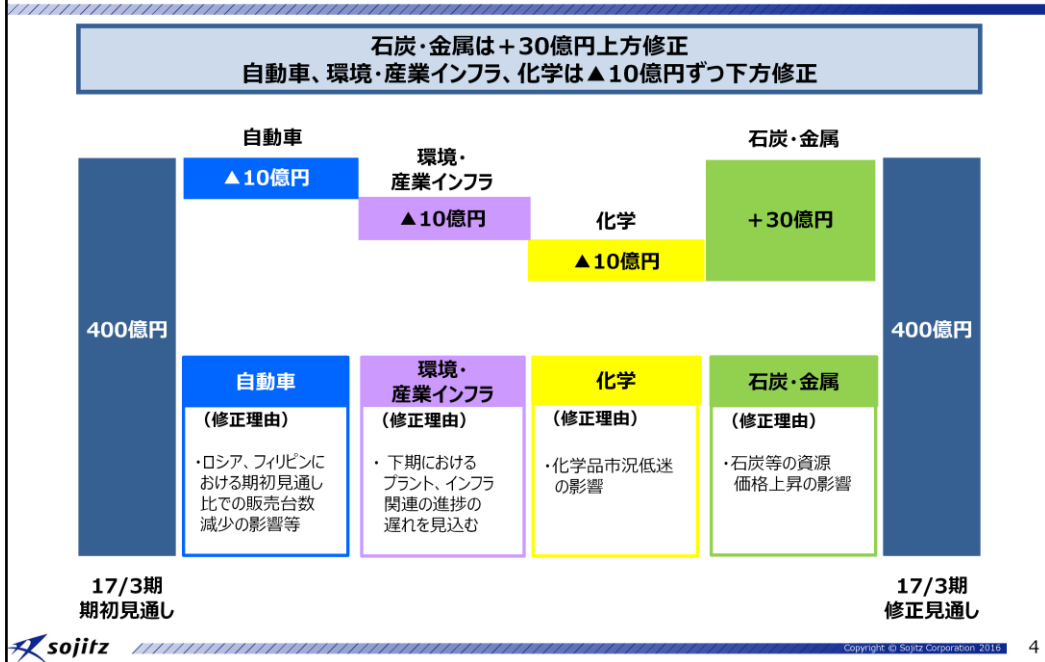 石炭・金属は＋30億円上方修正
自動車、環境・産業インフラ、化学は▲10億円ずつ下方修正
自動車
▲10億円
環境・
産業インフラ
▲10億円
化学
▲10億円
石炭・金属
＋30億円
400億円
400億円
自動車
（修正理由）
・ロシア、フィリピンに
おける期初見通し
比での販売台数
減少の影響等
環境・
産業インフラ
（修正理由）
・ 下期における
プラント、インフラ
関連の進捗の
遅れを見込む
化学
（修正理由）
・化学品市況低迷
の影響
石炭・金属
（修正理由）
・石炭等の資源
価格上昇の影響
17/3期
期初見通し
17/3期
修正見通し
sojitz
Copyright © Sojitz Corporation 2016
4